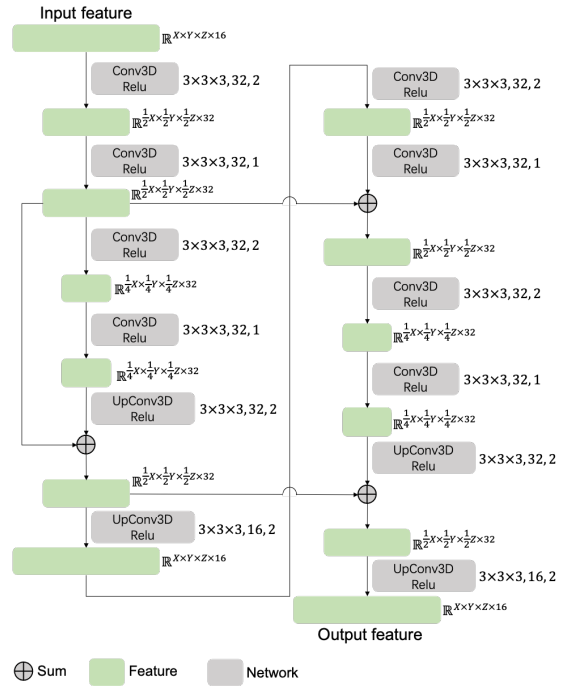 Input feature
ℝ^{X×Y×Z×16}
Conv3D
Relu
3×3×3,32,2
ℝ^{½X×½Y×½Z×32}
Conv3D
Relu
3×3×3,32,1
ℝ^{½X×½Y×½Z×32}
Conv3D
Relu
3×3×3,32,2
ℝ^{¼X×¼Y×¼Z×32}
Conv3D
Relu
3×3×3,32,1
ℝ^{¼X×¼Y×¼Z×32}
UpConv3D
Relu
3×3×3,32,2
ℝ^{½X×½Y×½Z×32}
UpConv3D
Relu
3×3×3,16,2
ℝ^{X×Y×Z×16}
Conv3D
Relu
3×3×3,32,2
ℝ^{½X×½Y×½Z×32}
Conv3D
Relu
3×3×3,32,1
ℝ^{½X×½Y×½Z×32}
Conv3D
Relu
3×3×3,32,2
ℝ^{¼X×¼Y×¼Z×32}
Conv3D
Relu
3×3×3,32,1
ℝ^{¼X×¼Y×¼Z×32}
UpConv3D
Relu
3×3×3,32,2
ℝ^{½X×½Y×½Z×32}
UpConv3D
Relu
3×3×3,16,2
ℝ^{X×Y×Z×16}
Output feature
Sum
Feature
Network